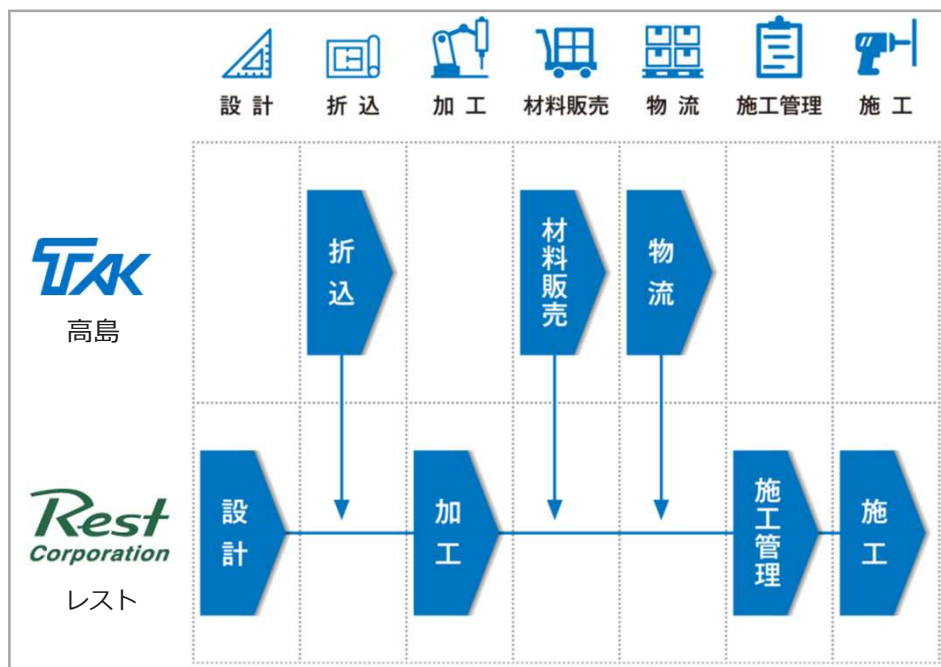 設計 折込 加工 材料販売 物流 施工管理 施工
TAK
高島
折込
材料販売
物流
Rest
Corporation
レスト
設計
加工
施工管理
施工